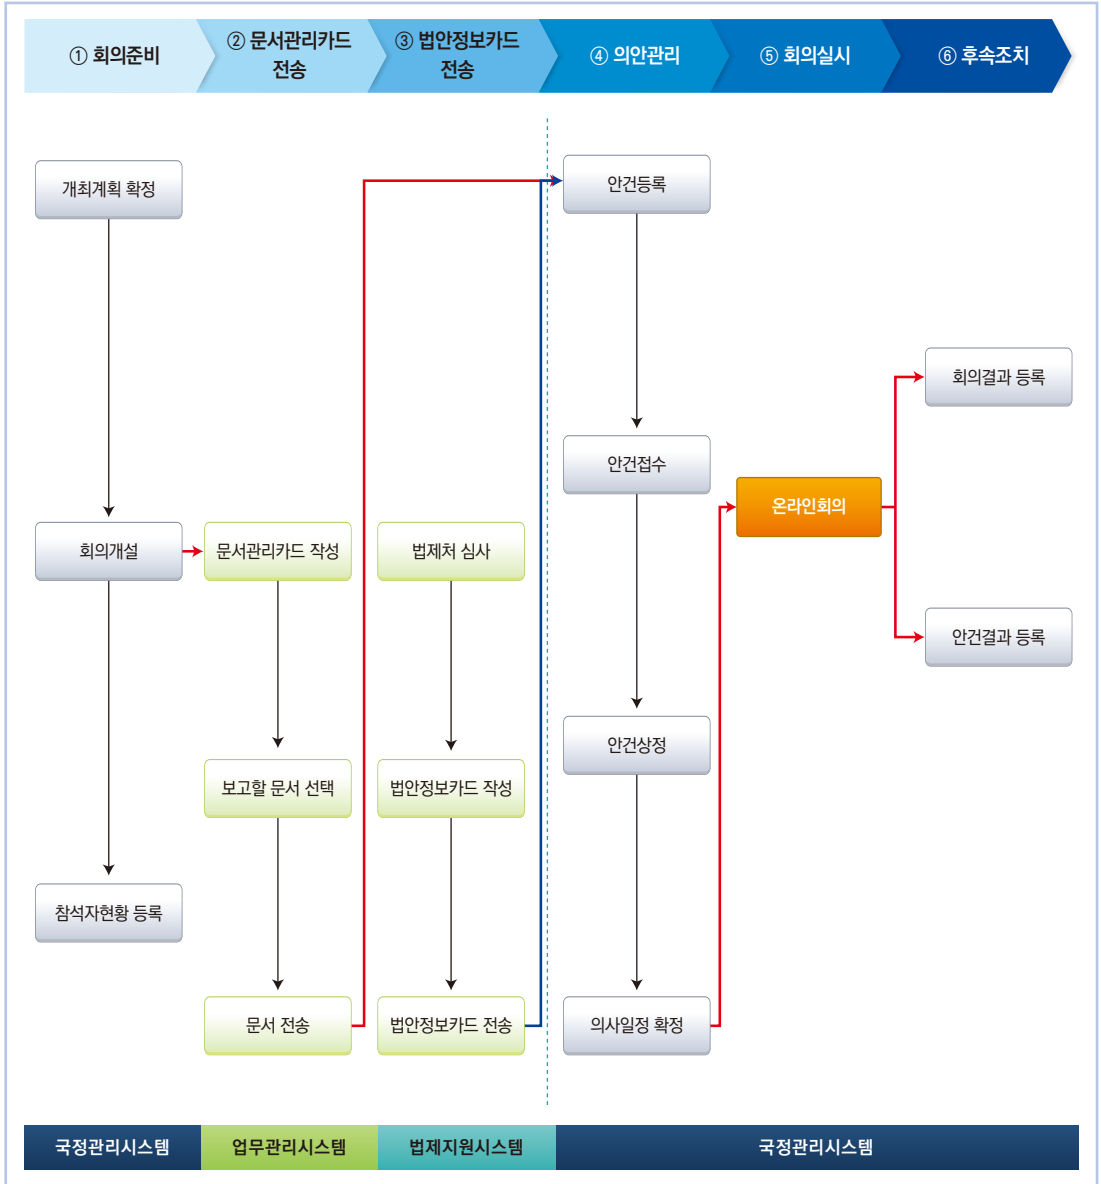 ① 회의준비
② 문서관리카드
전송
③ 법안정보카드
전송
④ 의안관리
⑤ 회의실시
⑥ 후속조치
개최계획 확정
안건등록
회의결과 등록
안건접수
온라인회의
회의개설
문서관리카드 작성
법제처 심사
안건결과 등록
안건상정
보고할 문서 선택
법안정보카드 작성
참석자현황 등록
문서 전송
법안정보카드 전송
의사일정 확정
국정관리시스템
업무관리시스템
법제지원시스템
국정관리시스템